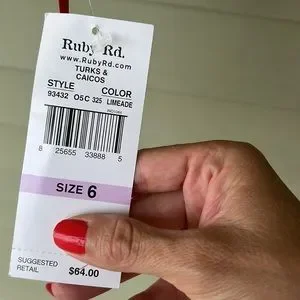 Ruby Rd.
www.RubyRd.com
TURKS &
CAICOS
STYLE COLOR
93432 O5C 325 LIMEADE
8 25655 33888 5
SIZE 6
SUGGESTED
RETAIL $64.00